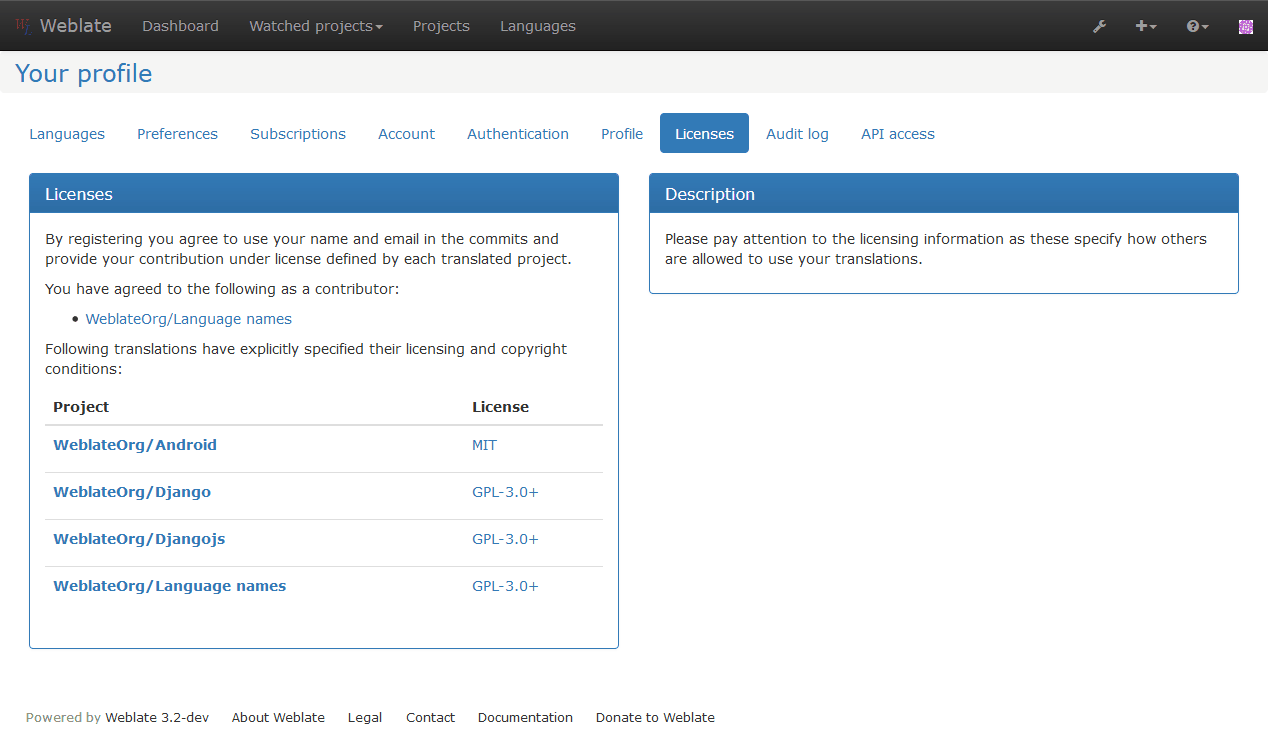 Weblate Dashboard Watched projects Projects Languages
Your profile
Languages Preferences Subscriptions Account Authentication Profile Licenses Audit log API access
Licenses
By registering you agree to use your name and email in the commits and
provide your contribution under license defined by each translated project.
You have agreed to the following as a contributor:
• WeblateOrg/Language names
Following translations have explicitly specified their licensing and copyright
conditions:
Project License
WeblateOrg/Android MIT
WeblateOrg/Django GPL-3.0+
WeblateOrg/Djangojs GPL-3.0+
WeblateOrg/Language names GPL-3.0+
Description
Please pay attention to the licensing information as these specify how others
are allowed to use your translations.
Powered by Weblate 3.2-dev About Weblate Legal Contact Documentation Donate to Weblate